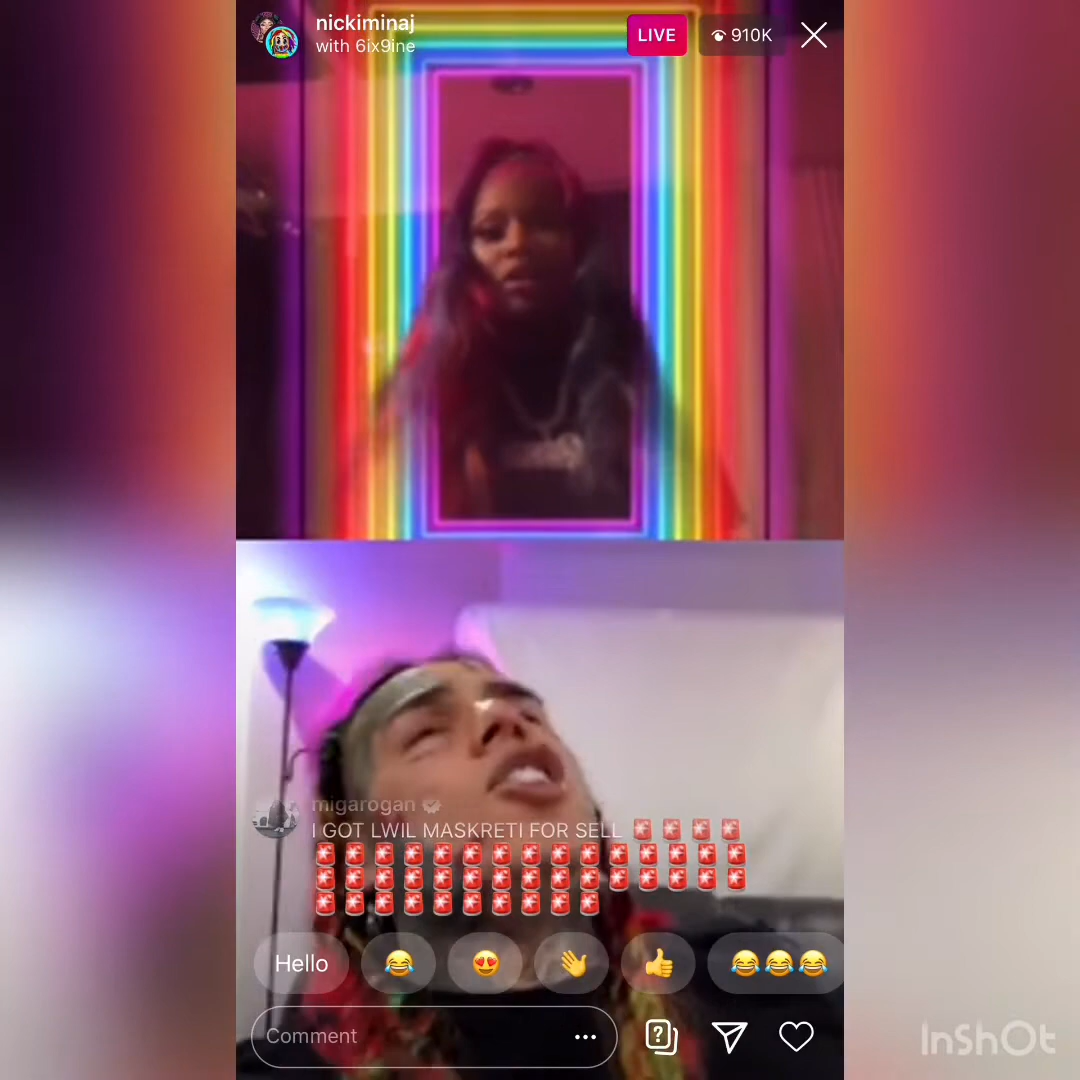 nickiminaj
with 6ix9ine
LIVE
910K
migarogan
I GOT LWIL MASKRETI FOR SELL 🚨🚨🚨🚨
🚨🚨🚨🚨🚨🚨🚨🚨🚨🚨🚨🚨🚨🚨🚨
🚨🚨🚨🚨🚨🚨🚨🚨🚨🚨🚨🚨🚨🚨🚨
🚨🚨🚨🚨🚨🚨🚨🚨🚨🚨
Hello 😂 😍 👋 👍 😂😂😂
Comment
InShOt